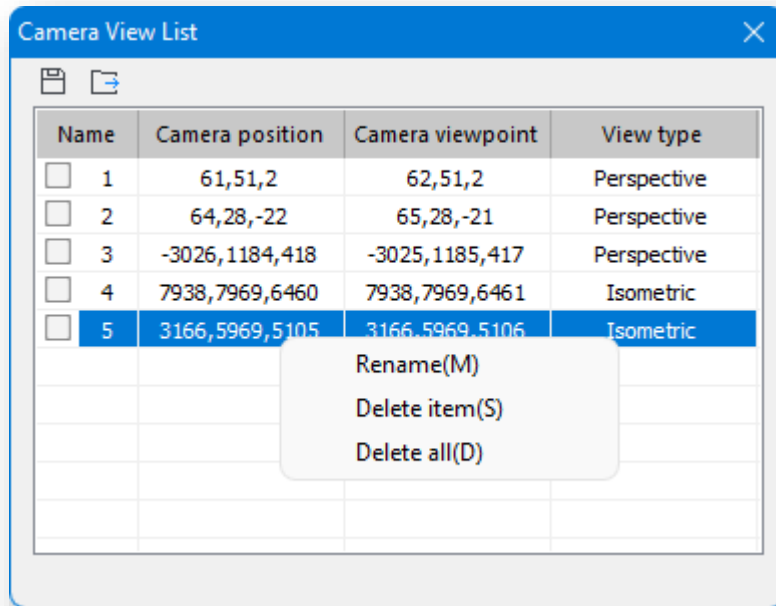 Camera View List
Name Camera position Camera viewpoint View type
1 61,51,2 62,51,2 Perspective
2 64,28,-22 65,28,-21 Perspective
3 -3026,1184,418 -3025,1185,417 Perspective
4 7938,7969,6460 7938,7969,6461 Isometric
5 3166,5969,5105 3166,5969,5106 Isometric
Rename(M)
Delete item(S)
Delete all(D)